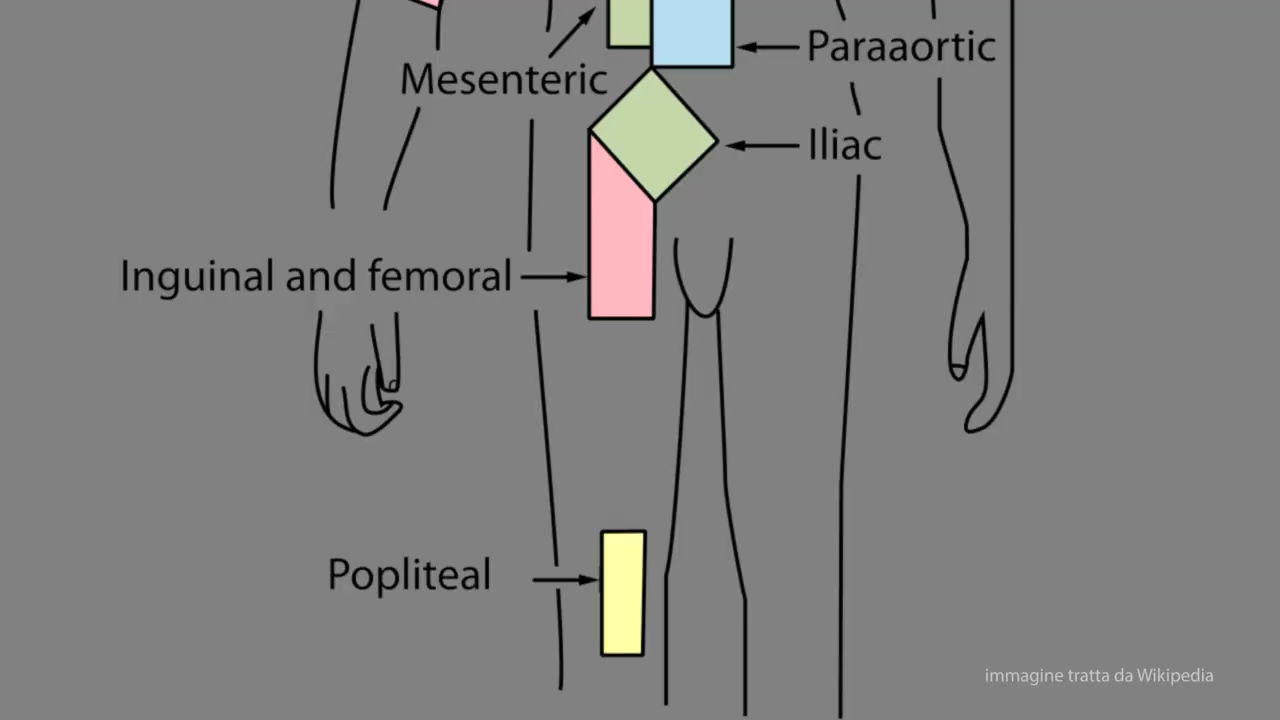 Paraaortic
Mesenteric
Iliac
Inguinal and femoral
Popliteal
immagine tratta da Wikipedia